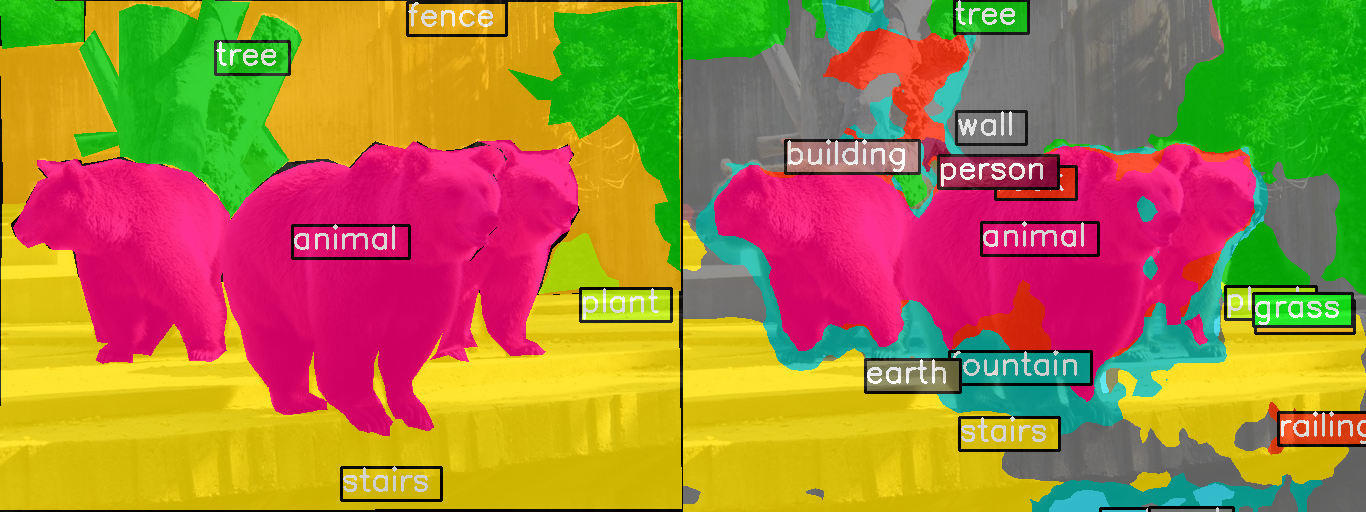 fence
tree
animal
plant
stairs
tree
wall
building
person
animal
grass
fountain
earth
stairs
railing